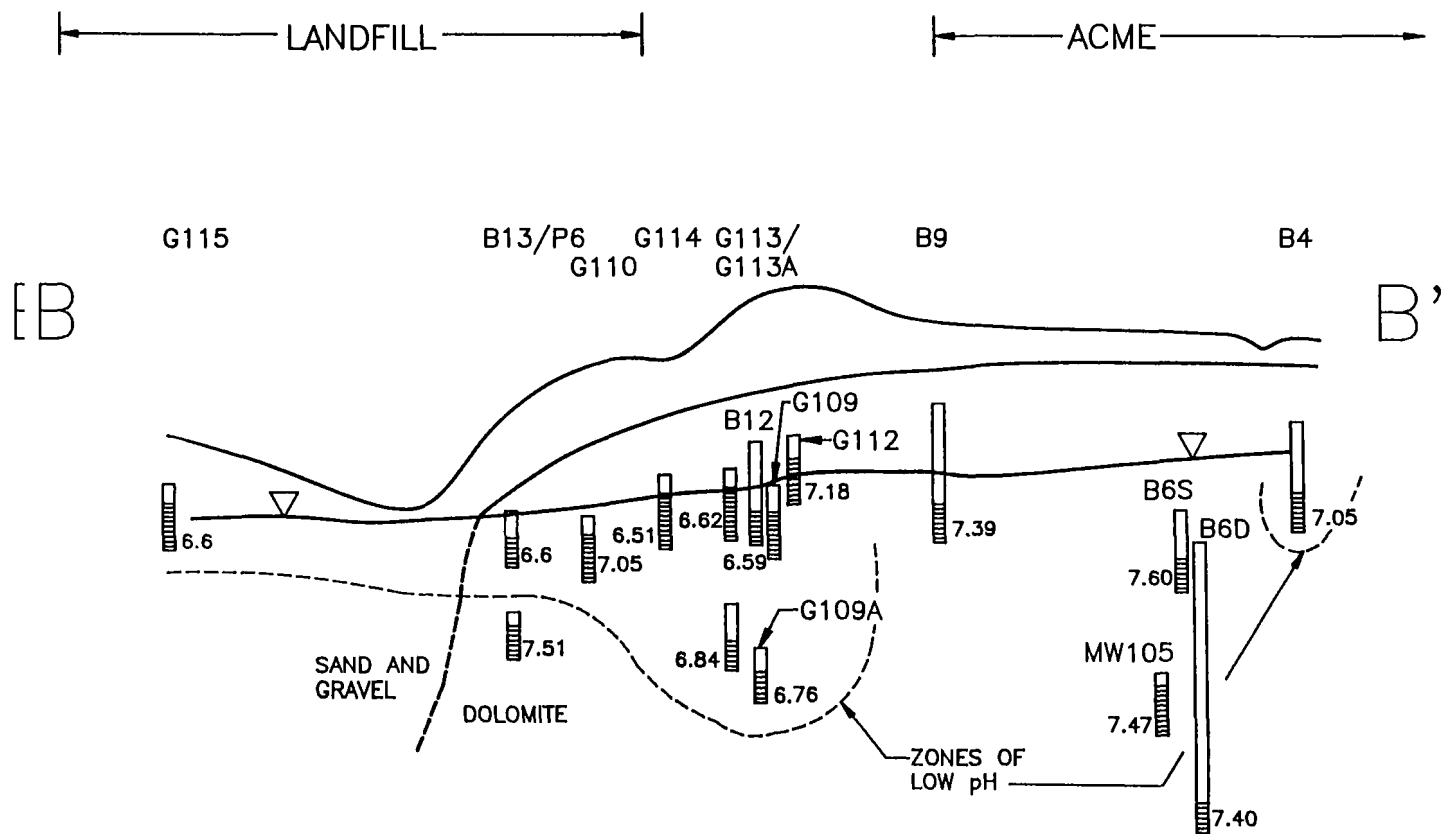 LANDFILL
ACME
G115
B13/P6
G114
G113/
B9
B4
G110
G113A
B
B’
G109
B12
G112
7.18
B6S
6.51
6.62
B6D
6.6
6.6
7.05
6.59
7.39
7.05
7.60
G109A
7.51
6.84
MW105
SAND AND
GRAVEL
6.76
DOLOMITE
7.47
ZONES OF
LOW pH
7.40